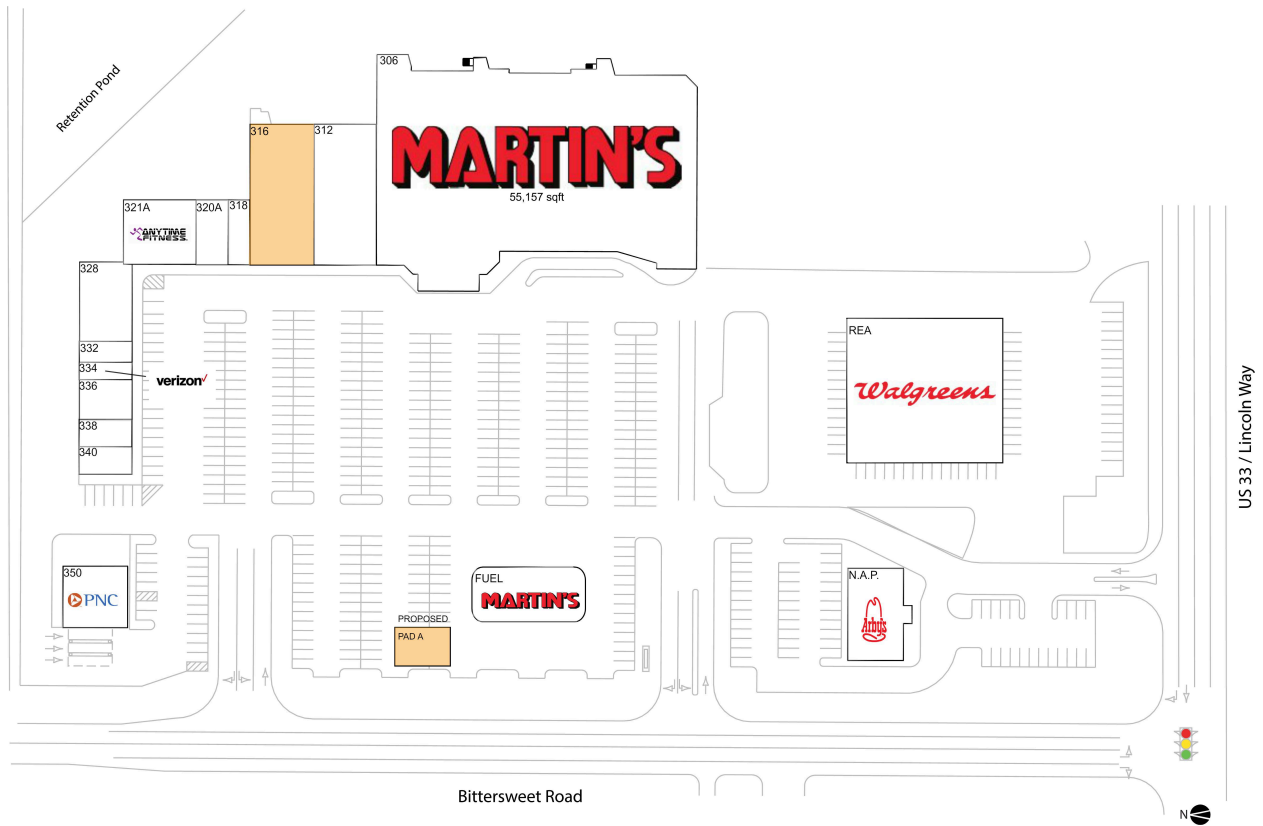 306
Retention Pond
316
312
MARTIN'S
55,157 sqft
321A
320A
318
ANYTIME
FITNESS
328
REA
332
334
verizon
336
Walgreens
338
340
US 33 / Lincoln Way
350
PNC
FUEL
MARTIN'S
N.A.P.
Arby's
PROPOSED
PAD A
Bittersweet Road
N